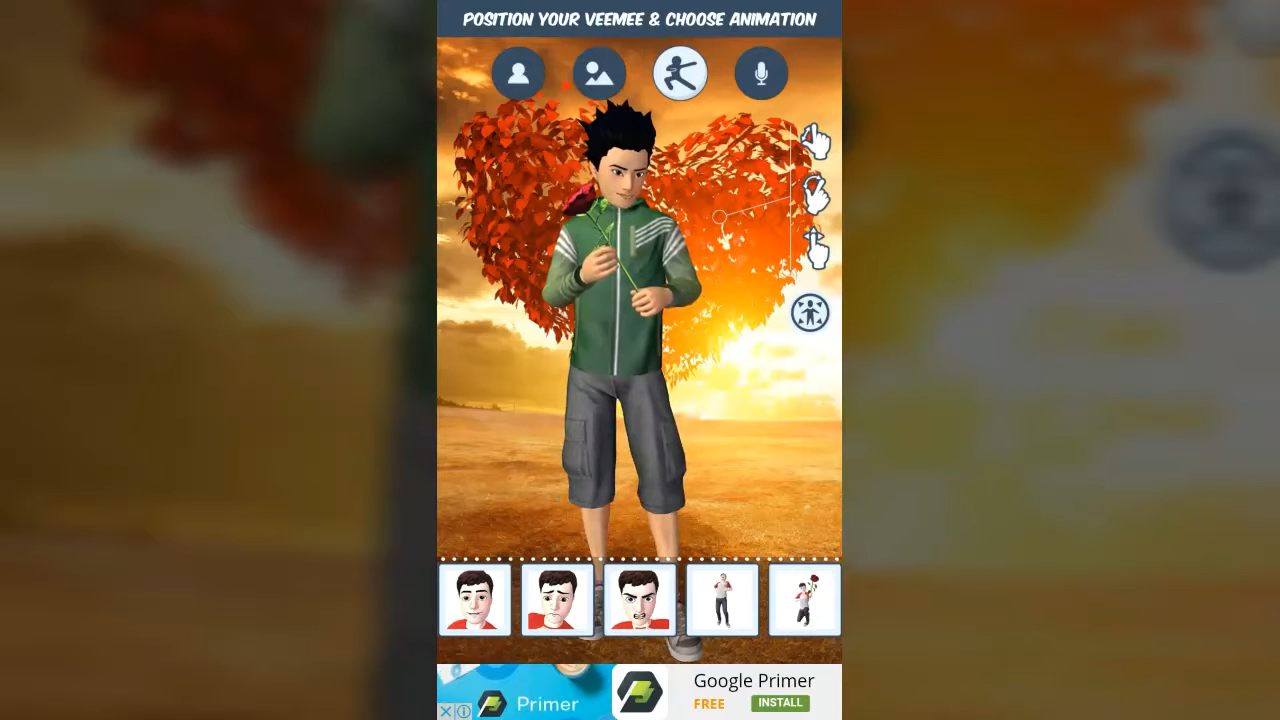 POSITION YOUR VEEMEE & CHOOSE ANIMATION
Primer
Google Primer
FREE
INSTALL